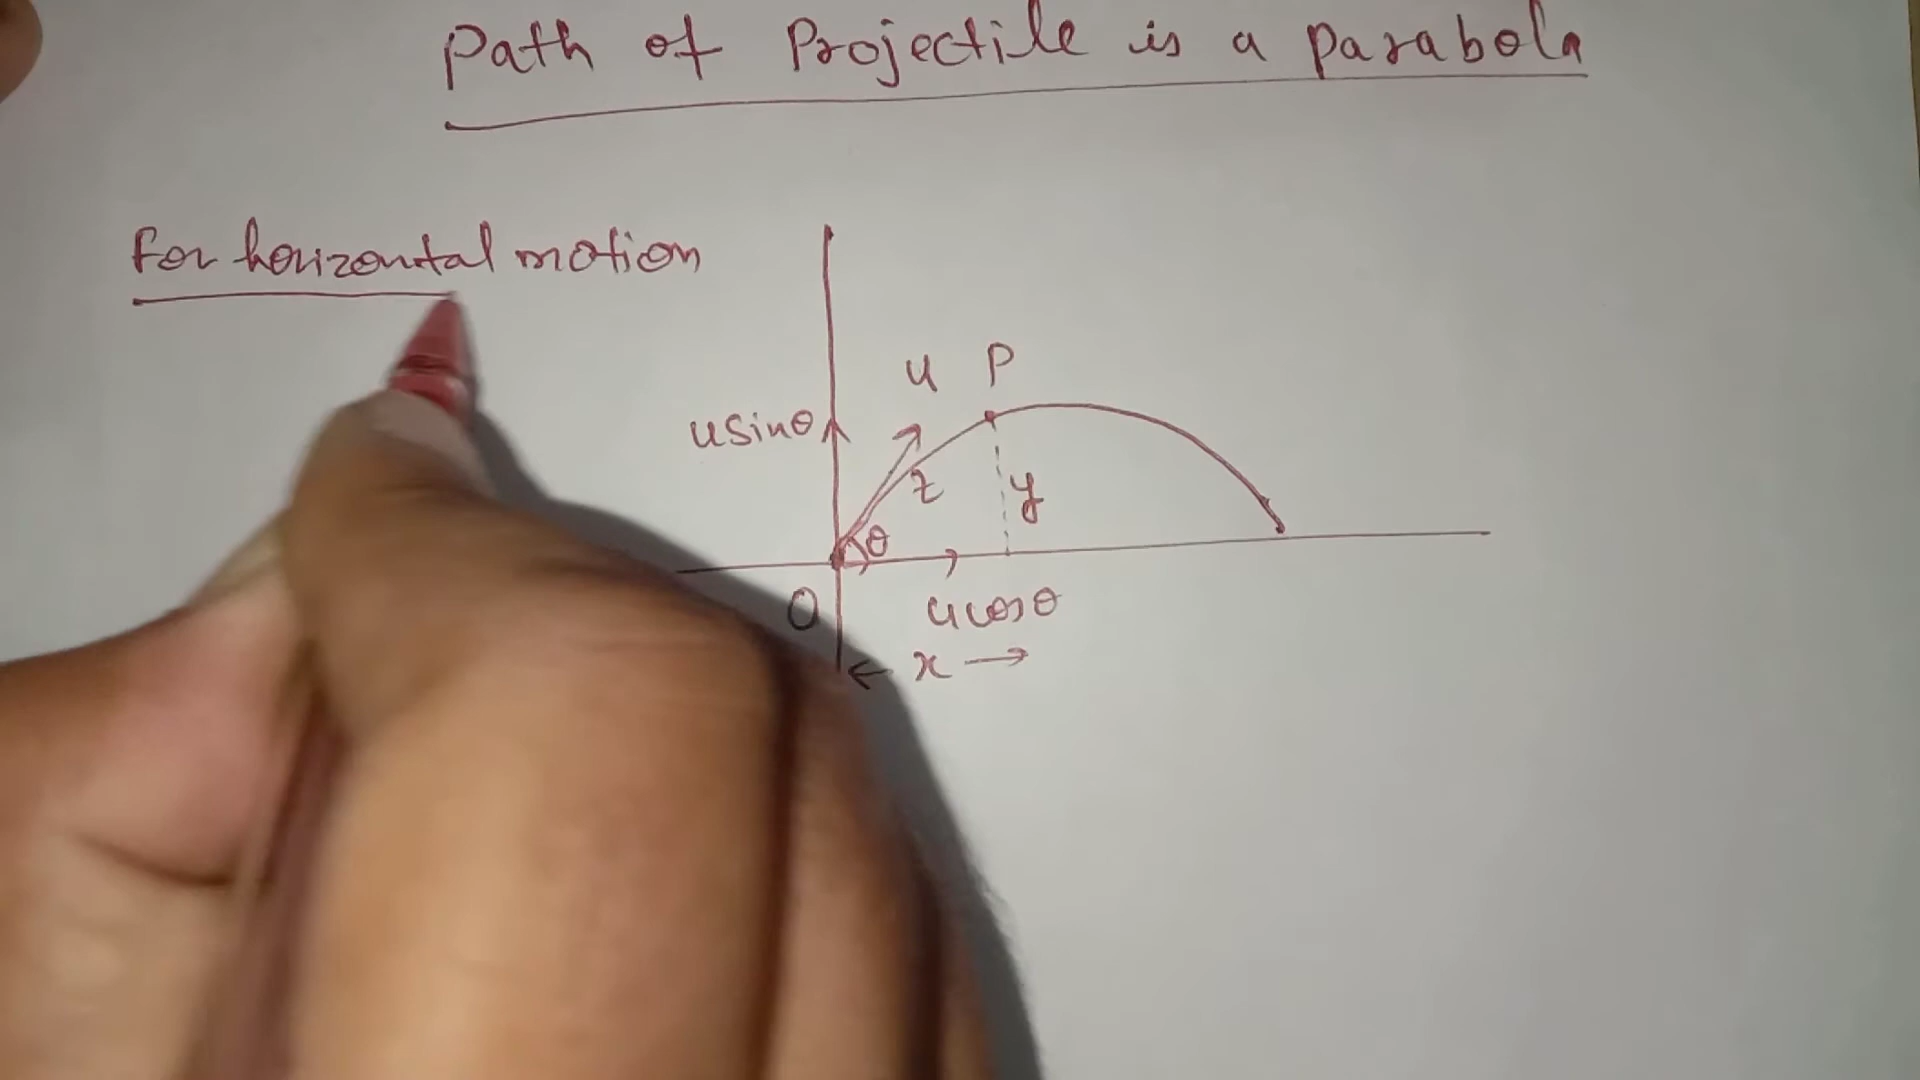 Path of Projectile is a parabola
For horizontal motion
u P
usinθ
t y
θ
O ucosθ
x